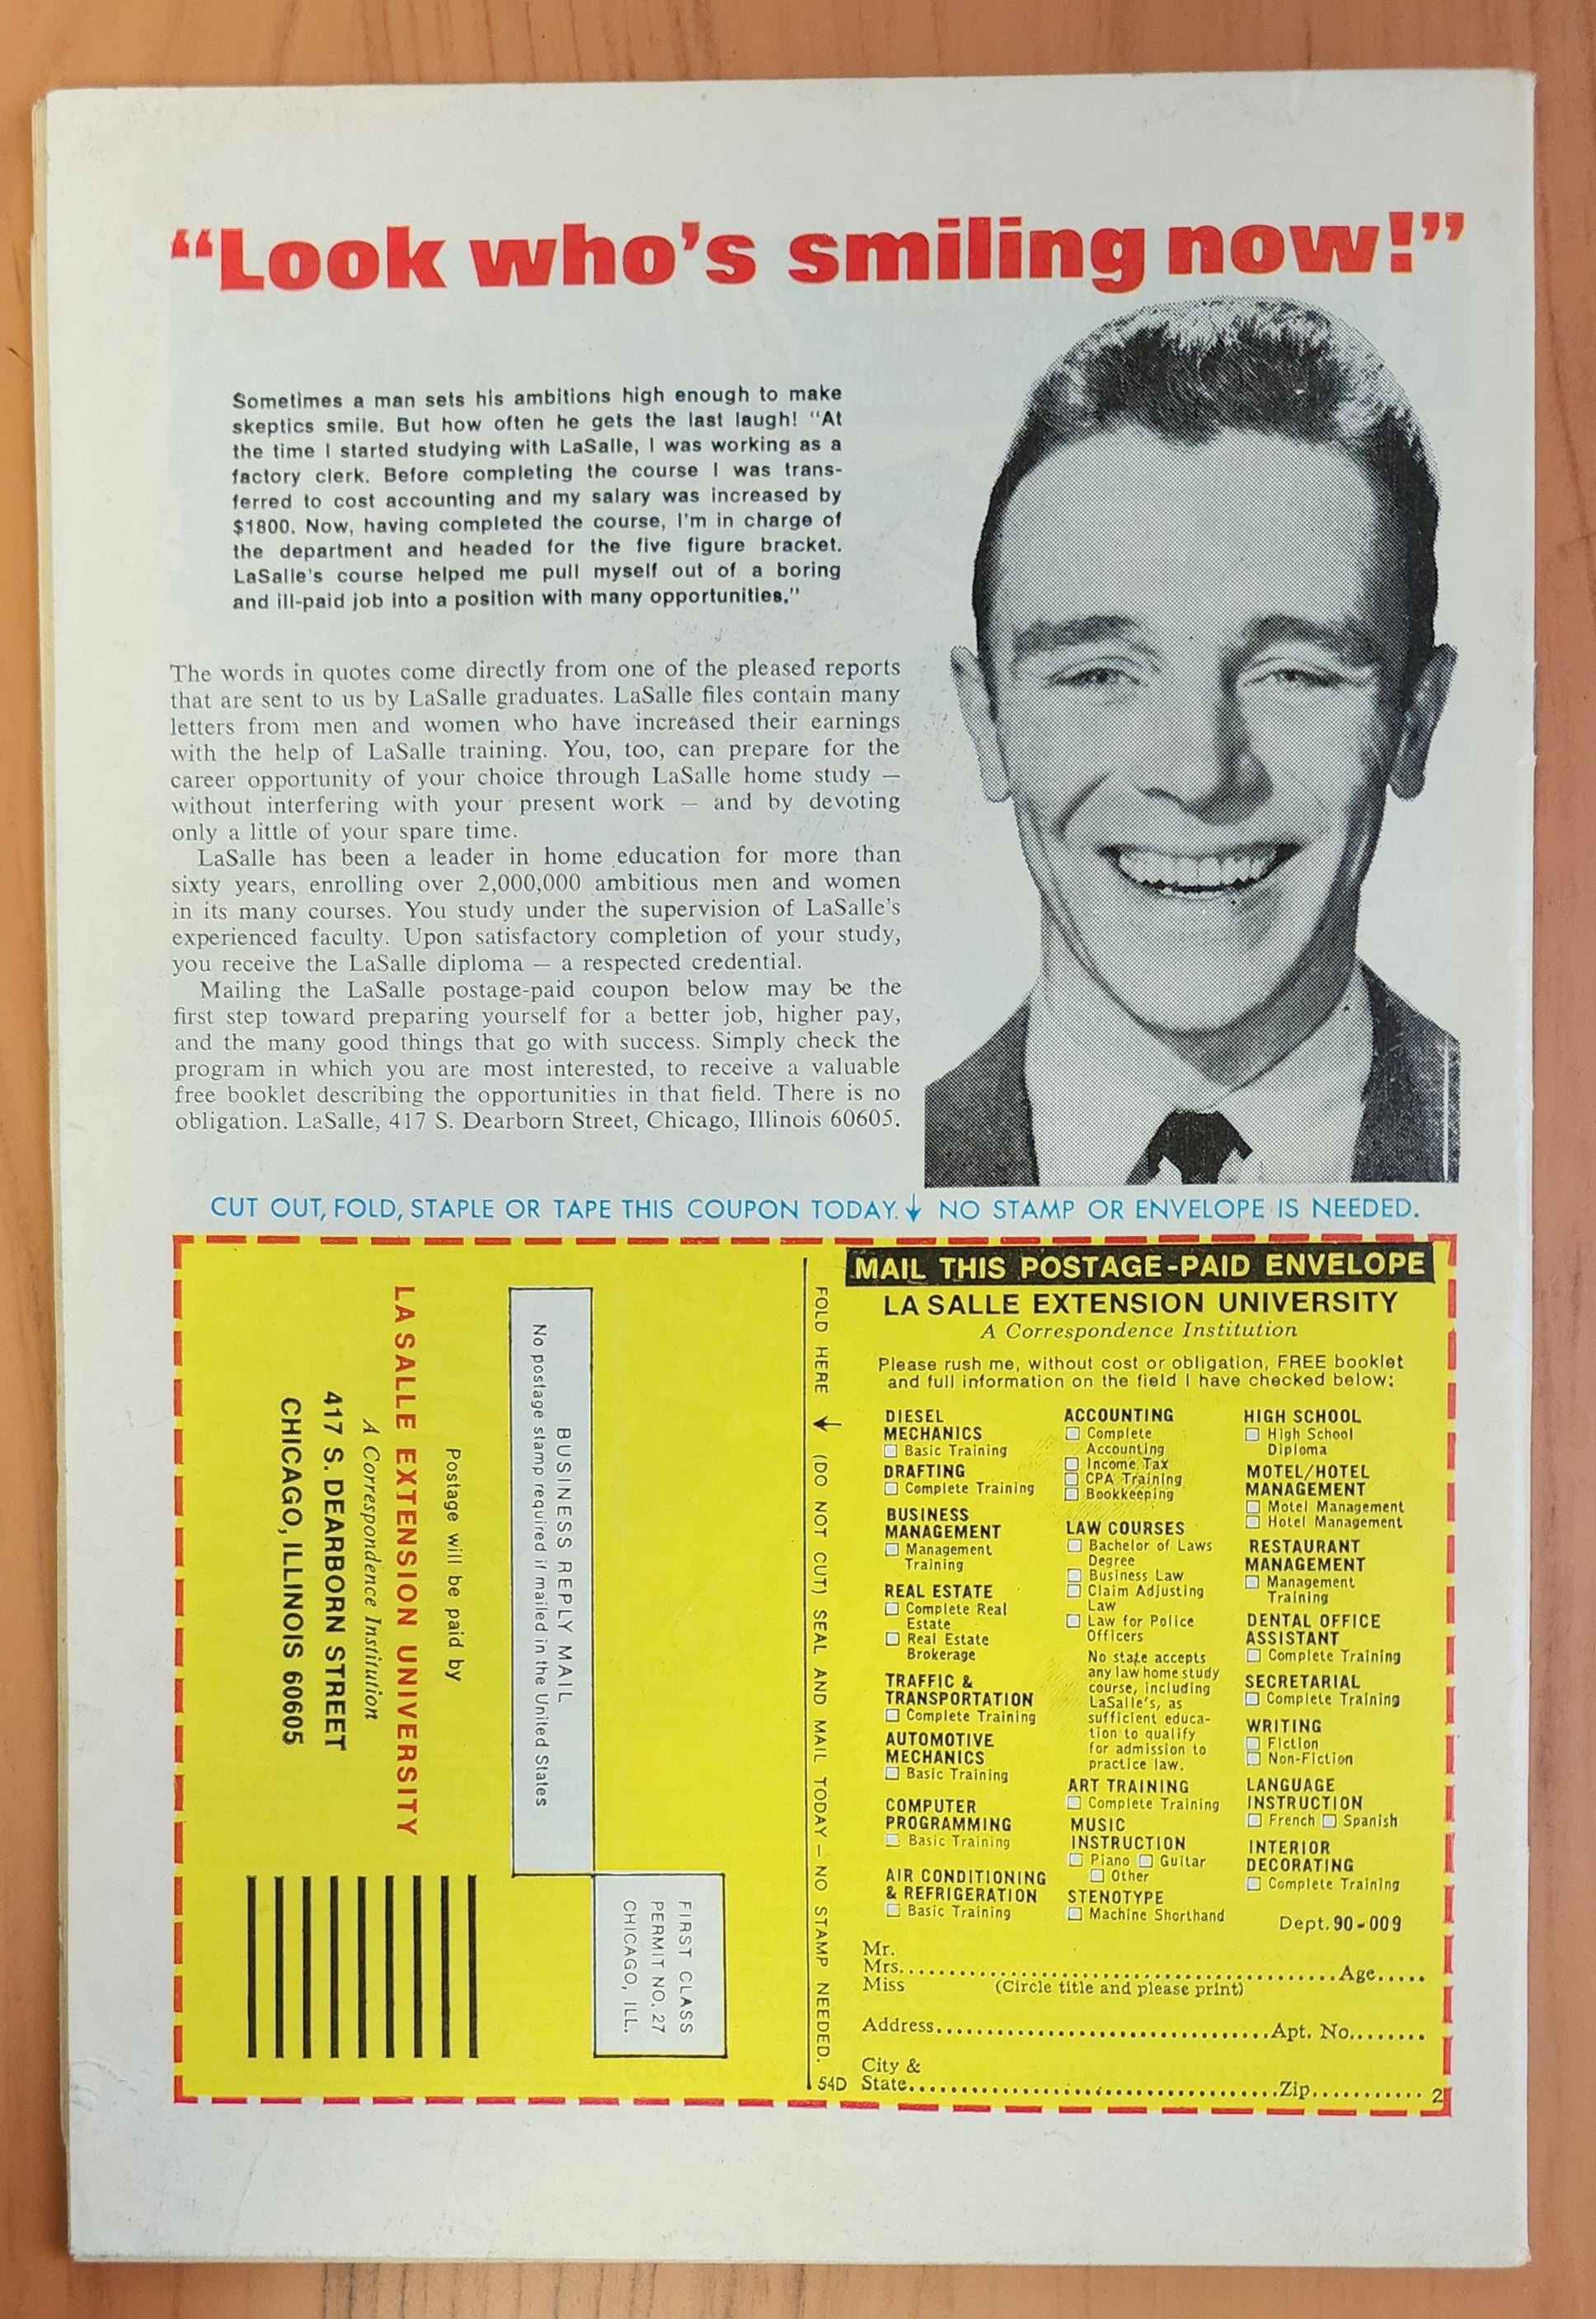 “Look who’s smiling now!”
Sometimes a man sets his ambitions high enough to make
skeptics smile. But how often he gets the last laugh! “At
the time I started studying with LaSalle, I was working as a
factory clerk. Before completing the course I was trans-
ferred to cost accounting and my salary was increased by
$1800. Now, having completed the course, I’m in charge of
the department and headed for the five figure bracket.
LaSalle’s course helped me pull myself out of a boring
and ill-paid job into a position with many opportunities.”
The words in quotes come directly from one of the pleased reports
that are sent to us by LaSalle graduates. LaSalle files contain many
letters from men and women who have increased their earnings
with the help of LaSalle training. You, too, can prepare for the
career opportunity of your choice through LaSalle home study —
without interfering with your present work — and by devoting
only a little of your spare time.
LaSalle has been a leader in home education for more than
sixty years, enrolling over 2,000,000 ambitious men and women
in its many courses. You study under the supervision of LaSalle’s
experienced faculty. Upon satisfactory completion of your study,
you receive the LaSalle diploma — a respected credential.
Mailing the LaSalle postage-paid coupon below may be the
first step toward preparing yourself for a better job, higher pay,
and the many good things that go with success. Simply check the
program in which you are most interested, to receive a valuable
free booklet describing the opportunities in that field. There is no
obligation. LaSalle, 417 S. Dearborn Street, Chicago, Illinois 60605.
CUT OUT, FOLD, STAPLE OR TAPE THIS COUPON TODAY. ↓ NO STAMP OR ENVELOPE IS NEEDED.
FIRST CLASS
PERMIT NO. 27
CHICAGO, ILL.
BUSINESS REPLY MAIL
No postage stamp required if mailed in the United States
Postage will be paid by
LA SALLE EXTENSION UNIVERSITY
A Correspondence Institution
417 S. DEARBORN STREET
CHICAGO, ILLINOIS 60605
FOLD HERE ↓ (DO NOT CUT) SEAL AND MAIL TODAY — NO STAMP NEEDED.
54D
MAIL THIS POSTAGE-PAID ENVELOPE
LA SALLE EXTENSION UNIVERSITY
A Correspondence Institution
Please rush me, without cost or obligation, FREE booklet
and full information on the field I have checked below:
DIESEL
MECHANICS
☐ Basic Training
DRAFTING
☐ Complete Training
BUSINESS
MANAGEMENT
☐ Management
Training
REAL ESTATE
☐ Complete Real
Estate
☐ Real Estate
Brokerage
TRAFFIC &
TRANSPORTATION
☐ Complete Training
AUTOMOTIVE
MECHANICS
☐ Basic Training
COMPUTER
PROGRAMMING
☐ Basic Training
AIR CONDITIONING
& REFRIGERATION
☐ Basic Training
ACCOUNTING
☐ Complete
Accounting
☐ Income Tax
☐ CPA Training
☐ Bookkeeping
LAW COURSES
☐ Bachelor of Laws
Degree
☐ Business Law
☐ Claim Adjusting
Law
☐ Law for Police
Officers
No state accepts
any law home study
course, including
LaSalle’s, as
sufficient educa-
tion to qualify
for admission to
practice law.
ART TRAINING
☐ Complete Training
MUSIC
INSTRUCTION
☐ Piano ☐ Guitar
☐ Other
STENOTYPE
☐ Machine Shorthand
HIGH SCHOOL
☐ High School
Diploma
MOTEL/HOTEL
MANAGEMENT
☐ Motel Management
☐ Hotel Management
RESTAURANT
MANAGEMENT
☐ Management
Training
DENTAL OFFICE
ASSISTANT
☐ Complete Training
SECRETARIAL
☐ Complete Training
WRITING
☐ Fiction
☐ Non-Fiction
LANGUAGE
INSTRUCTION
☐ French ☐ Spanish
INTERIOR
DECORATING
☐ Complete Training
Dept. 90-009
Mr.
Mrs. ........ Age.....
Miss (Circle title and please print)
Address........ Apt. No........
City &
State........ Zip........... 2